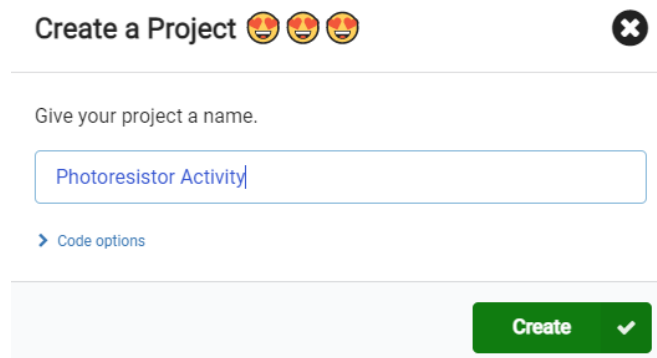 Create a Project 😍 😍 😍
Give your project a name.
Photoresistor Activity
Code options
Create